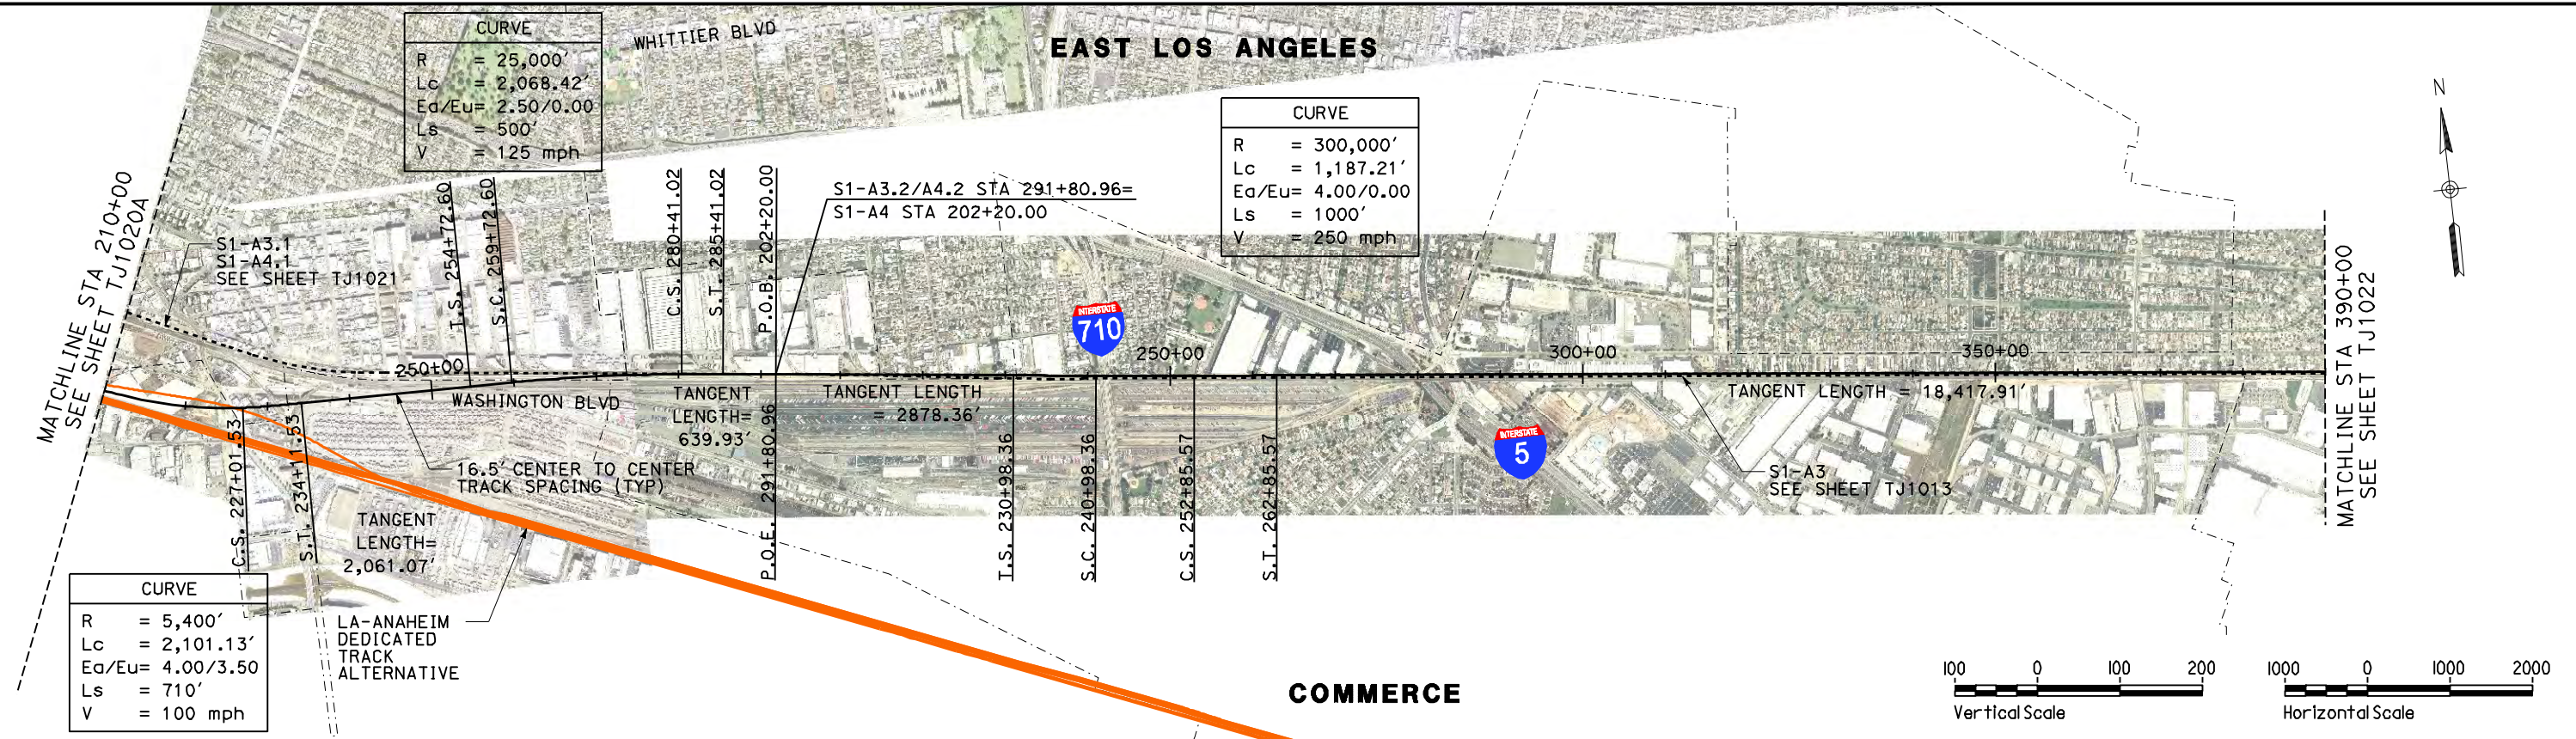 EAST LOS ANGELES
WHITTIER BLVD
CURVE
R = 25,000'
Lc = 2,068.42'
Ea/Eu= 2.50/0.00
Ls = 500'
V = 125 mph
CURVE
R = 300,000'
Lc = 1,187.21'
Ea/Eu= 4.00/0.00
Ls = 1000'
V = 250 mph
N
MATCHLINE STA 210+00
SEE SHEET TJ1020A
S1-A3.1
S1-A4.1
SEE SHEET TJ1021
T.S. 254+72.60
S.C. 259+72.60
C.S. 280+41.02
S.T. 285+41.02
P.O.B. 202+20.00
S1-A3.2/A4.2 STA 291+80.96=
S1-A4 STA 202+20.00
INTERSTATE
710
250+00
250+00
300+00
350+00
WASHINGTON BLVD
TANGENT
LENGTH=
639.93'
TANGENT LENGTH
= 2878.36'
TANGENT LENGTH = 18,417.91'
MATCHLINE STA 390+00
SEE SHEET TJ1022
C.S. 227+01.53
S.T. 234+11.53
16.5' CENTER TO CENTER
TRACK SPACING (TYP)
P.O.E. 291+80.96
T.S. 230+98.36
S.C. 240+98.36
C.S. 252+85.57
S.T. 262+85.57
INTERSTATE
5
S1-A3
SEE SHEET TJ1013
TANGENT
LENGTH=
2,061.07'
CURVE
R = 5,400'
Lc = 2,101.13'
Ea/Eu= 4.00/3.50
Ls = 710'
V = 100 mph
LA-ANAHEIM
DEDICATED
TRACK
ALTERNATIVE
COMMERCE
100 0 100 200
Vertical Scale
1000 0 1000 2000
Horizontal Scale